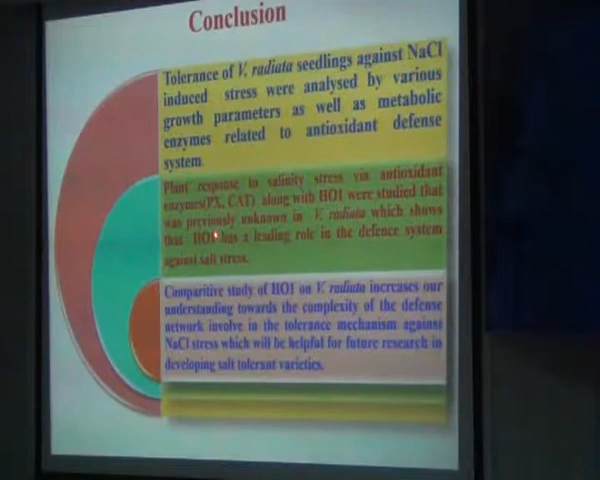 Conclusion
Tolerance of V. radiata seedlings against NaCl
induced stress were analysed by various
growth parameters as well as metabolic
enzymes related to antioxidant defense
system
Plant response to salinity stress via antioxidant
enzymes(PX, CAT) along with HO1 were studied that
was previously unknown in V. radiata which shows
that HO1 has a leading role in the defence system
against salt stress.
Comparitive study of HO1 on V. radiata increases our
understanding towards the complexity of the defense
network involve in the tolerance mechanism against
NaCl stress which will be helpful for future research in
developing salt tolerant varieties.